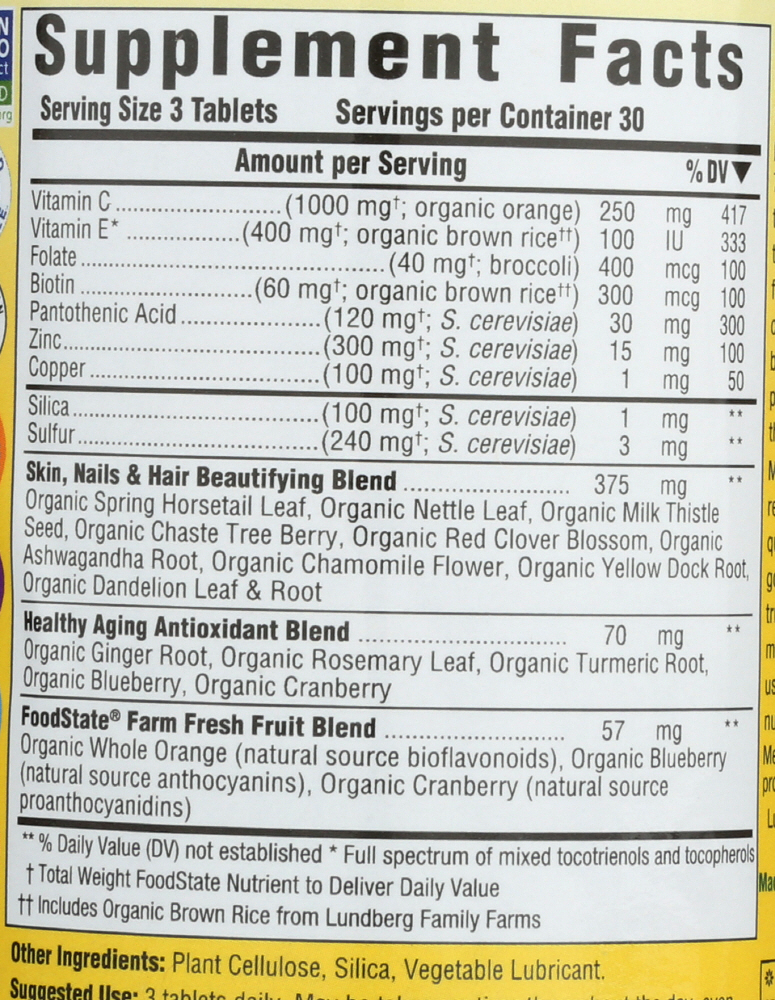 Supplement Facts
Serving Size 3 Tablets Servings per Container 30
Amount per Serving % DV▼
Vitamin C ........................(1000 mg†; organic orange) 250 mg 417
Vitamin E* ................(400 mg†; organic brown rice††) 100 IU 333
Folate ............................................(40 mg†; broccoli) 400 mcg 100
Biotin .........................(60 mg†; organic brown rice††) 300 mcg 100
Pantothenic Acid ....................(120 mg†; S. cerevisiae) 30 mg 300
Zinc.....................................(300 mg†; S. cerevisiae) 15 mg 100
Copper .................................(100 mg†; S. cerevisiae) 1 mg 50
Silica ...................................(100 mg†; S. cerevisiae) 1 mg **
Sulfur...................................(240 mg†; S. cerevisiae) 3 mg **
Skin, Nails & Hair Beautifying Blend ........................ 375 mg **
Organic Spring Horsetail Leaf, Organic Nettle Leaf, Organic Milk Thistle
Seed, Organic Chaste Tree Berry, Organic Red Clover Blossom, Organic
Ashwagandha Root, Organic Chamomile Flower, Organic Yellow Dock Root,
Organic Dandelion Leaf & Root
Healthy Aging Antioxidant Blend .............................. 70 mg **
Organic Ginger Root, Organic Rosemary Leaf, Organic Turmeric Root,
Organic Blueberry, Organic Cranberry
FoodState® Farm Fresh Fruit Blend .......................... 57 mg **
Organic Whole Orange (natural source bioflavonoids), Organic Blueberry
(natural source anthocyanins), Organic Cranberry (natural source
proanthocyanidins)
** % Daily Value (DV) not established * Full spectrum of mixed tocotrienols and tocopherols
† Total Weight FoodState Nutrient to Deliver Daily Value
†† Includes Organic Brown Rice from Lundberg Family Farms
Other Ingredients: Plant Cellulose, Silica, Vegetable Lubricant.
Suggested Use: 3 tablets daily. May be